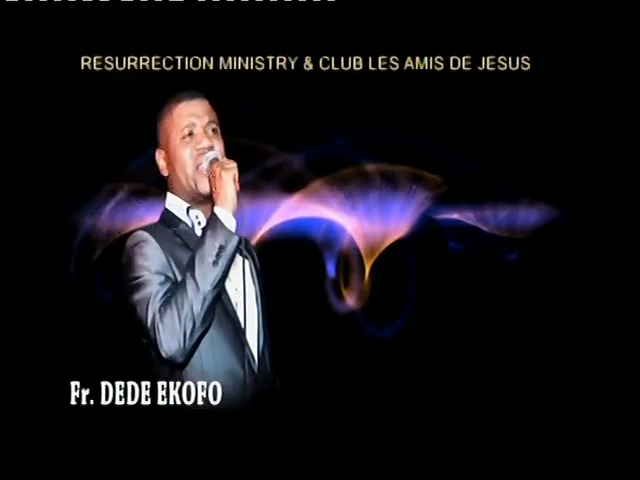 RESURRECTION MINISTRY & CLUB LES AMIS DE JESUS
Fr. DEDE EKOFO